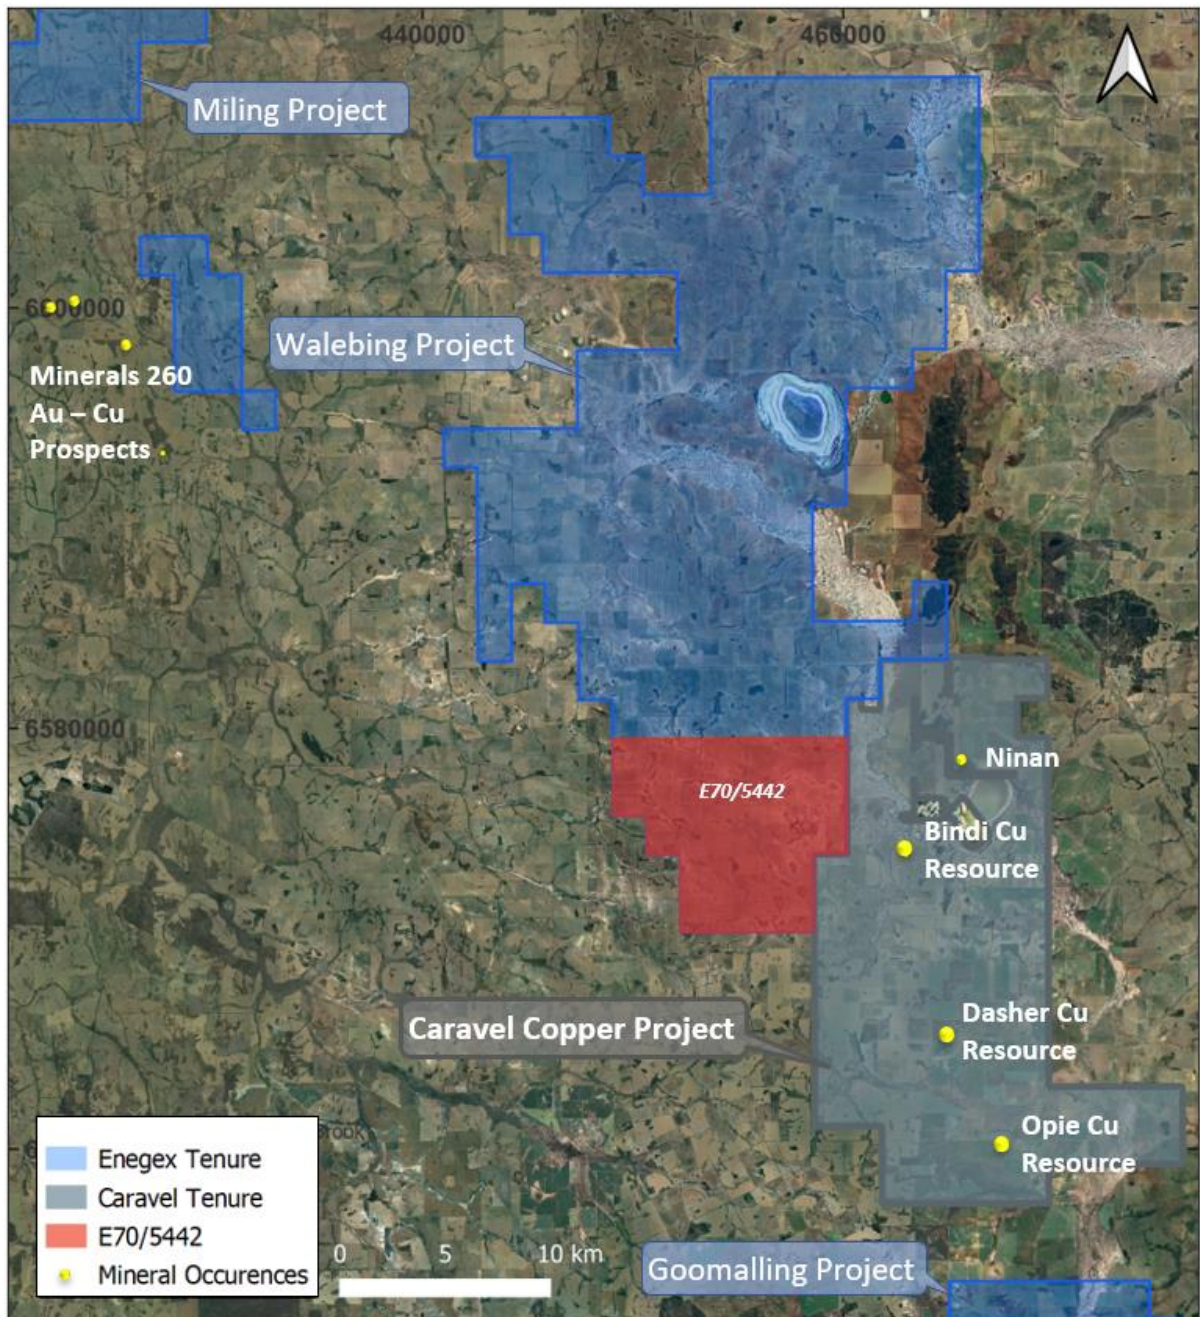 440000
460000
Miling Project
6600000
Walebing Project
Minerals 260
Au – Cu
Prospects
6580000
E70/5442
Ninan
Bindi Cu
Resource
Caravel Copper Project
Dasher Cu
Resource
Opie Cu
Resource
Enegex Tenure
Caravel Tenure
E70/5442
Mineral Occurences
0 5 10 km
Goomalling Project